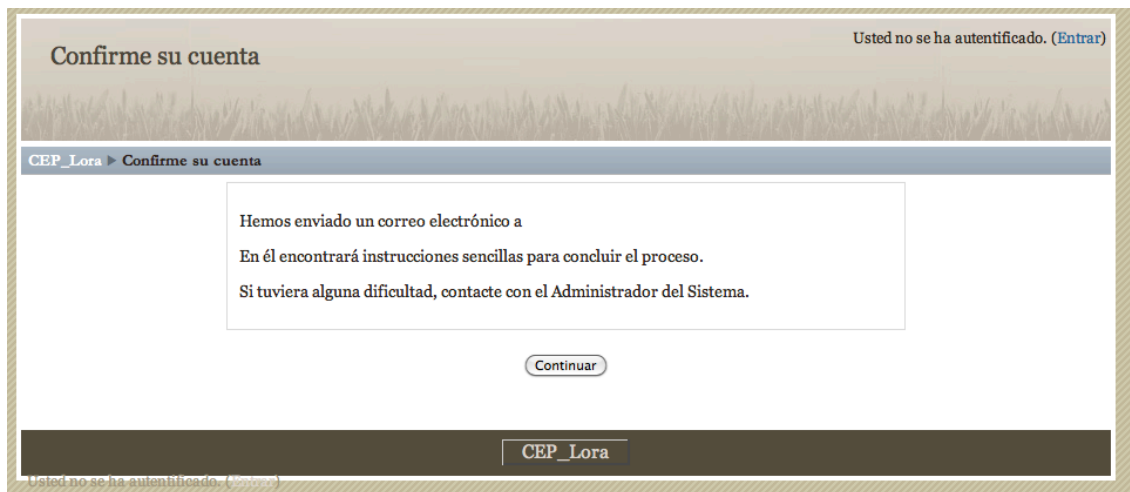 Usted no se ha autentificado. (Entrar)
Confirme su cuenta
CEP_Lora ▶ Confirme su cuenta
Hemos enviado un correo electrónico a
En él encontrará instrucciones sencillas para concluir el proceso.
Si tuviera alguna dificultad, contacte con el Administrador del Sistema.
Continuar
CEP_Lora
Usted no se ha autentificado. (Entrar)